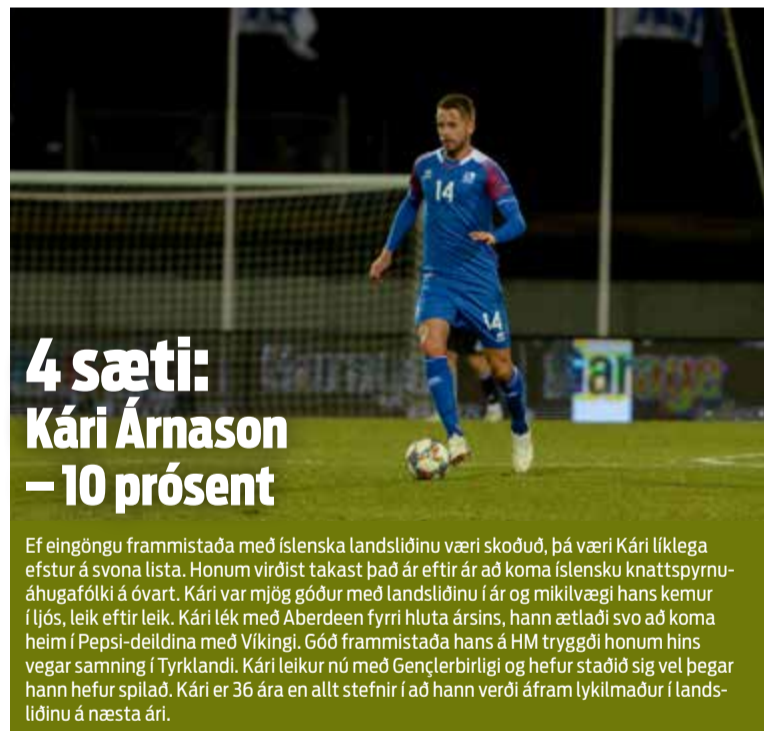 14
14
4 sæti:
Kári Árnason
– 10 prósent
Ef eingöngu frammistaða með íslenska landsliðinu væri skoðuð, þá væri Kári líklega
efstur á svona lista. Honum virðist takast það ár eftir ár að koma íslensku knattspyrnu-
áhugafólki á óvart. Kári var mjög góður með landsliðinu í ár og mikilvægi hans kemur
í ljós, leik eftir leik. Kári lék með Aberdeen fyrri hluta ársins, hann ætlaði svo að koma
heim í Pepsi-deildina með Víkingi. Góð frammistaða hans á HM tryggði honum hins
vegar samning í Tyrklandi. Kári leikur nú með Gençlerbirligi og hefur staðið sig vel þegar
hann hefur spilað. Kári er 36 ára en allt stefnir í að hann verði áfram lykilmaður í lands-
liðinu á næsta ári.